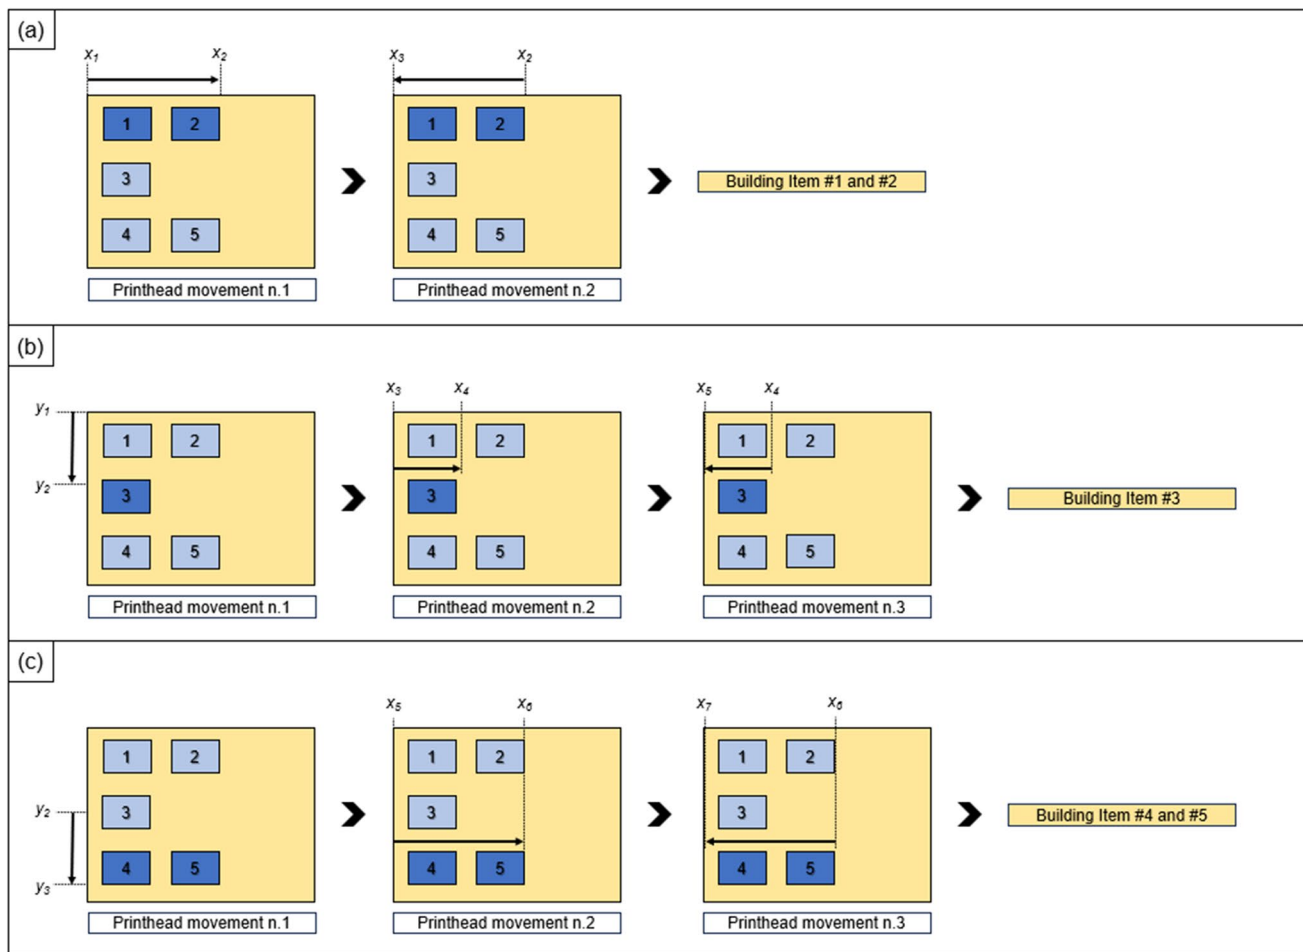 (a)
x1 x2 x3 x2
1 2 1 2
3 3
Building Item #1 and #2
4 5 4 5
Printhead movement n.1 Printhead movement n.2
(b)
x3 x4 x5 x4
y1
1 2 1 2 1 2
y2
3 3 3
Building Item #3
4 5 4 5 4 5
Printhead movement n.1 Printhead movement n.2 Printhead movement n.3
(c)
x5 x6 x7 x6
1 2 1 2 1 2
y2
3 3 3
Building Item #4 and #5
4 5 4 5 4 5
y3
Printhead movement n.1 Printhead movement n.2 Printhead movement n.3